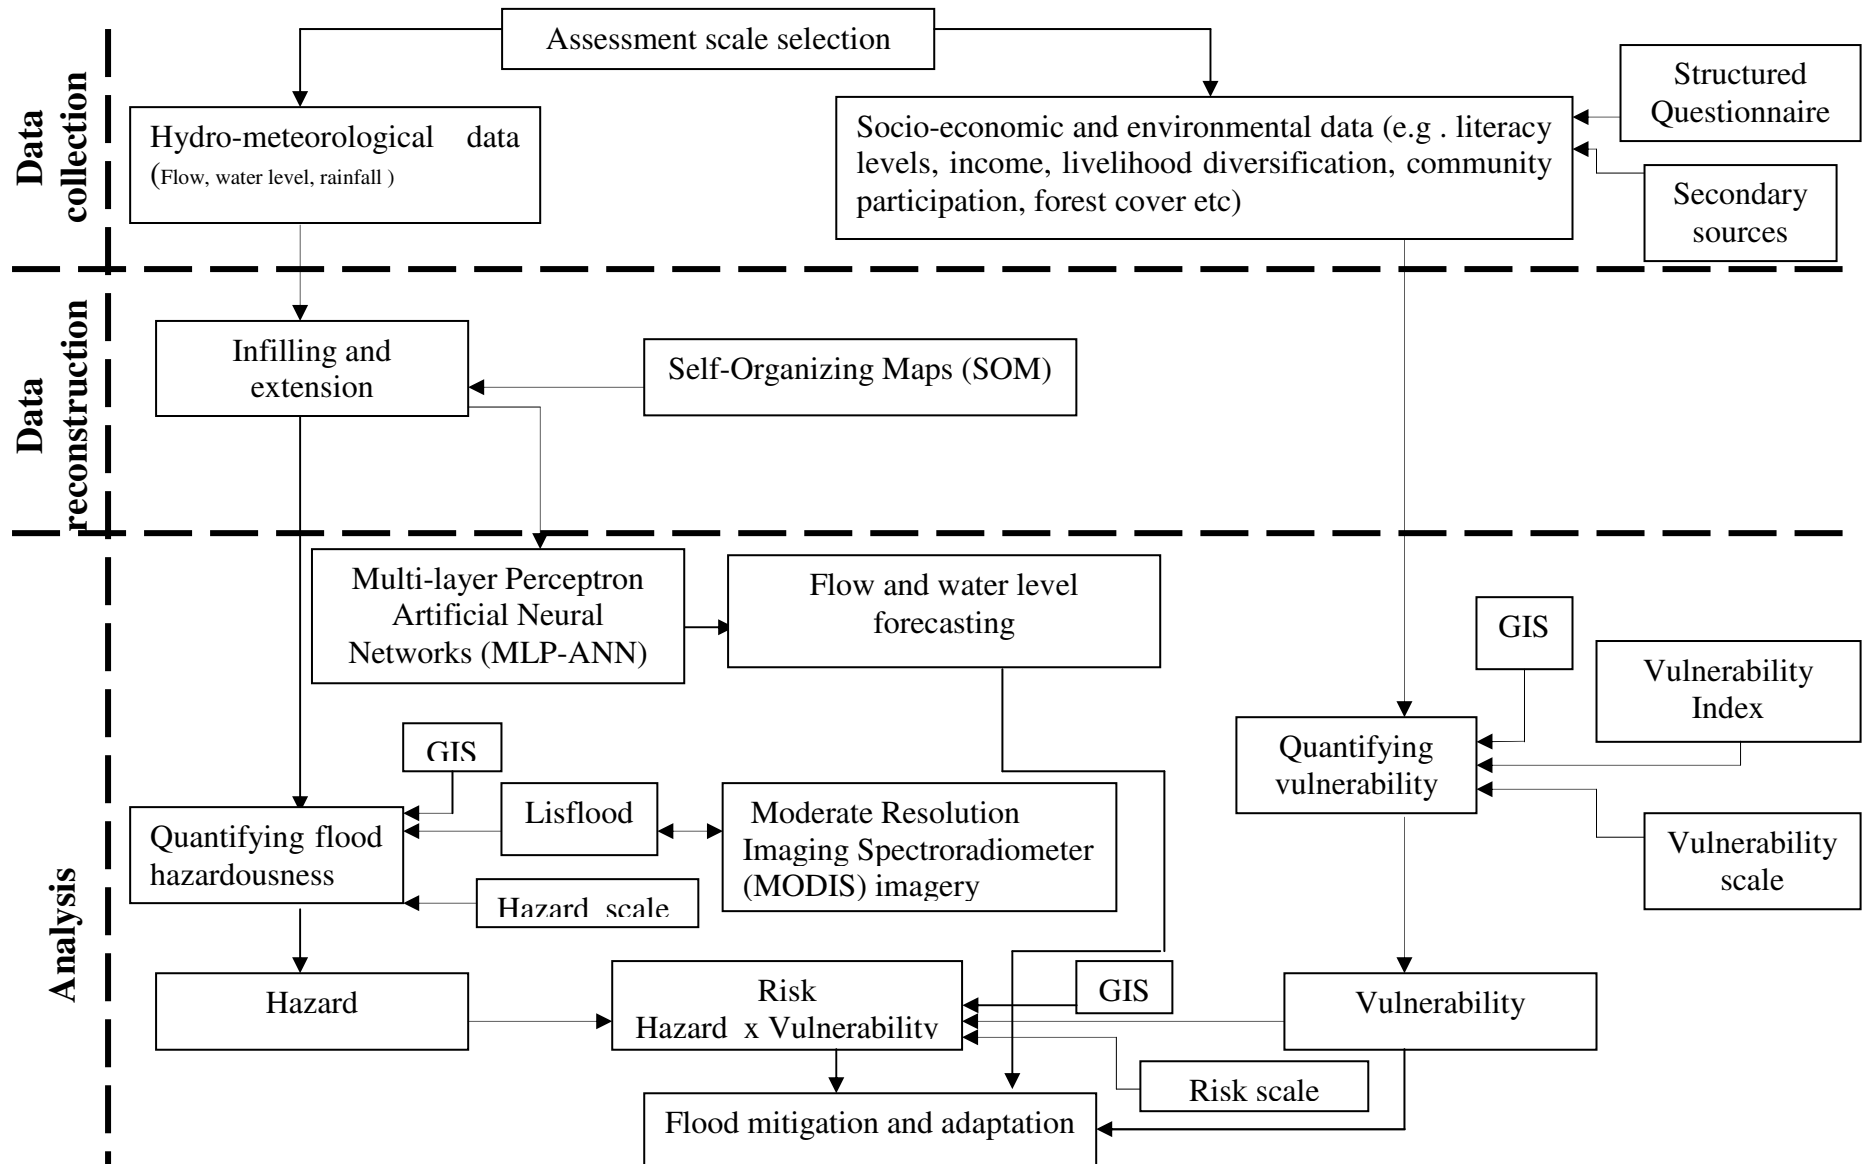 Assessment scale selection
Data
collection
Hydro-meteorological data
(Flow, water level, rainfall )
Socio-economic and environmental data (e.g . literacy
levels, income, livelihood diversification, community
participation, forest cover etc)
Structured
Questionnaire
Secondary
sources
Data
reconstruction
Infilling and
extension
Self-Organizing Maps (SOM)
Analysis
Multi-layer Perceptron
Artificial Neural
Networks (MLP-ANN)
Flow and water level
forecasting
GIS
Vulnerability
Index
Quantifying
vulnerability
Vulnerability
scale
GIS
Lisflood
Moderate Resolution
Imaging Spectroradiometer
(MODIS) imagery
Quantifying flood
hazardousness
Hazard scale
Hazard
Risk
Hazard x Vulnerability
GIS
Vulnerability
Risk scale
Flood mitigation and adaptation